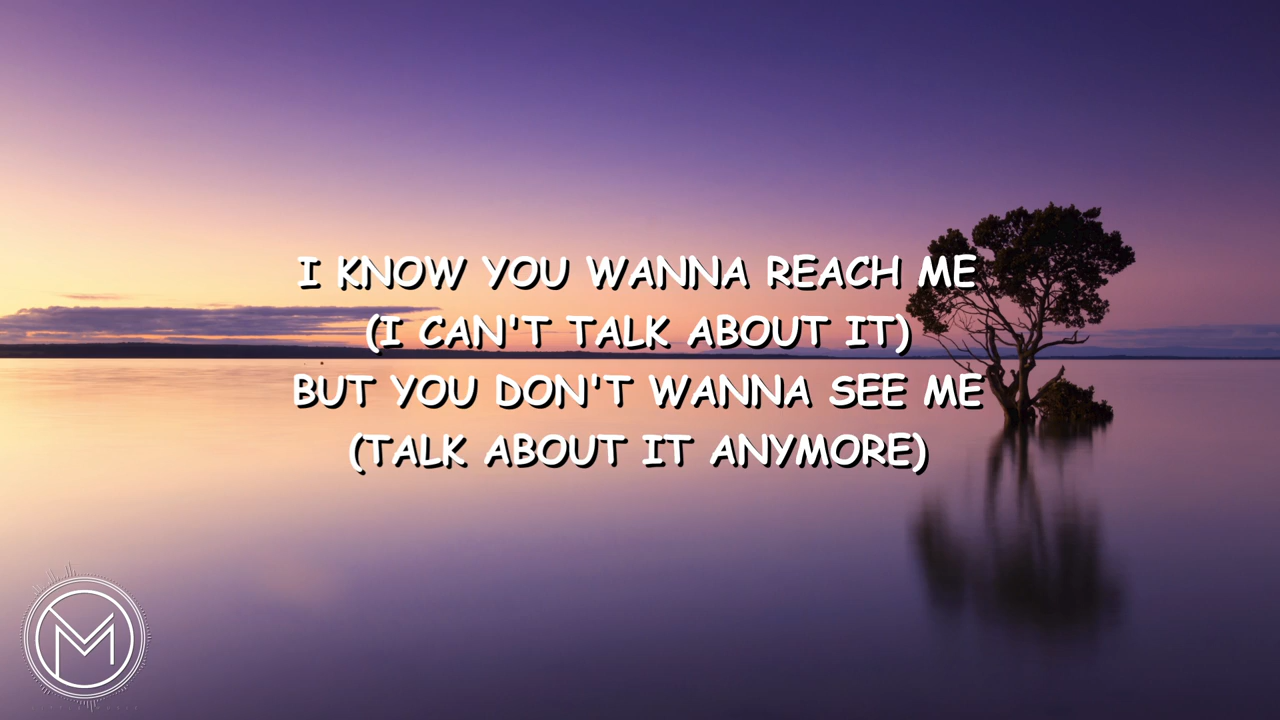 I KNOW YOU WANNA REACH ME
(I CAN'T TALK ABOUT IT)
BUT YOU DON'T WANNA SEE ME
(TALK ABOUT IT ANYMORE)